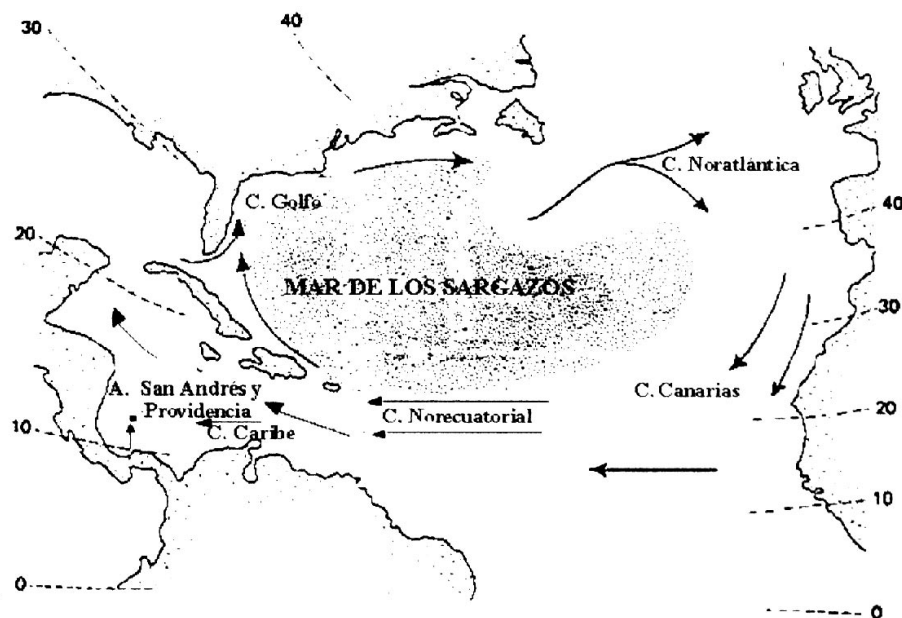 30
40
C. Noratlántica
C. Golfo
40
20
MAR DE LOS SARGAZOS
30
A. San Andrés y
Providencia
C. Canarias
C. Norecuatorial
20
C. Caribe
10
10
0
0